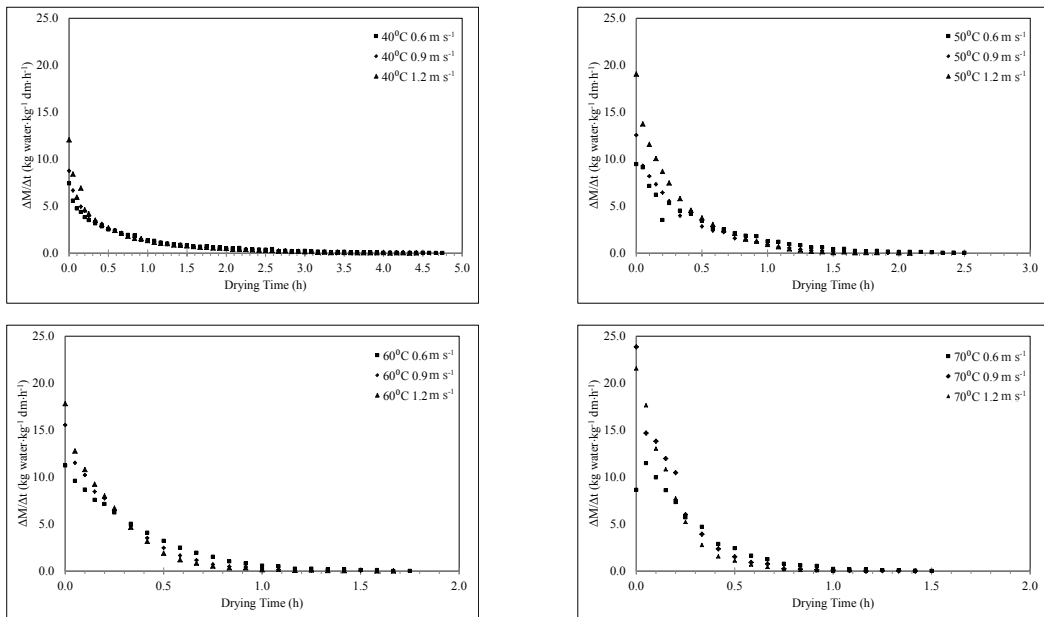 25.0
20.0
15.0
10.0
5.0
0.0
ΔM/Δt (kg water·kg⁻¹ dm·h⁻¹)
40⁰C 0.6 m s⁻¹
40⁰C 0.9 m s⁻¹
40⁰C 1.2 m s⁻¹
0.0 0.5 1.0 1.5 2.0 2.5 3.0 3.5 4.0 4.5 5.0
Drying Time (h)
25.0
20.0
15.0
10.0
5.0
0.0
ΔM/Δt (kg water·kg⁻¹ dm·h⁻¹)
50⁰C 0.6 m s⁻¹
50⁰C 0.9 m s⁻¹
50⁰C 1.2 m s⁻¹
0.0 0.5 1.0 1.5 2.0 2.5 3.0
Drying Time (h)
25.0
20.0
15.0
10.0
5.0
0.0
ΔM/Δt (kg water·kg⁻¹ dm·h⁻¹)
60⁰C 0.6 m s⁻¹
60⁰C 0.9 m s⁻¹
60⁰C 1.2 m s⁻¹
0.0 0.5 1.0 1.5 2.0
Drying Time (h)
25.0
20.0
15.0
10.0
5.0
0.0
ΔM/Δt (kg water·kg⁻¹ dm·h⁻¹)
70⁰C 0.6 m s⁻¹
70⁰C 0.9 m s⁻¹
70⁰C 1.2 m s⁻¹
0.0 0.5 1.0 1.5 2.0
Drying Time (h)